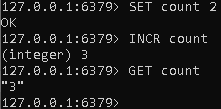 127.0.0.1:6379> SET count 2
OK
127.0.0.1:6379> INCR count
(integer) 3
127.0.0.1:6379> GET count
"3"
127.0.0.1:6379>